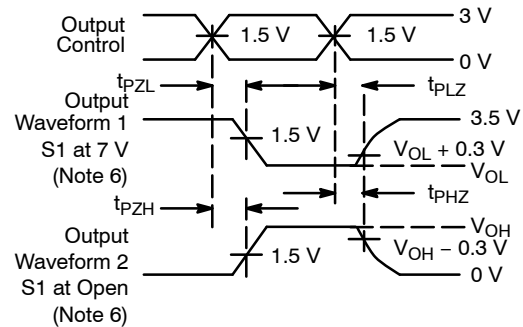 Output
Control
3 V
1.5 V
1.5 V
0 V
tPZL
tPLZ
Output
Waveform 1
S1 at 7 V
(Note 6)
3.5 V
1.5 V
VOL + 0.3 V
VOL
tPZH
tPHZ
Output
Waveform 2
S1 at Open
(Note 6)
VOH
VOH − 0.3 V
1.5 V
0 V